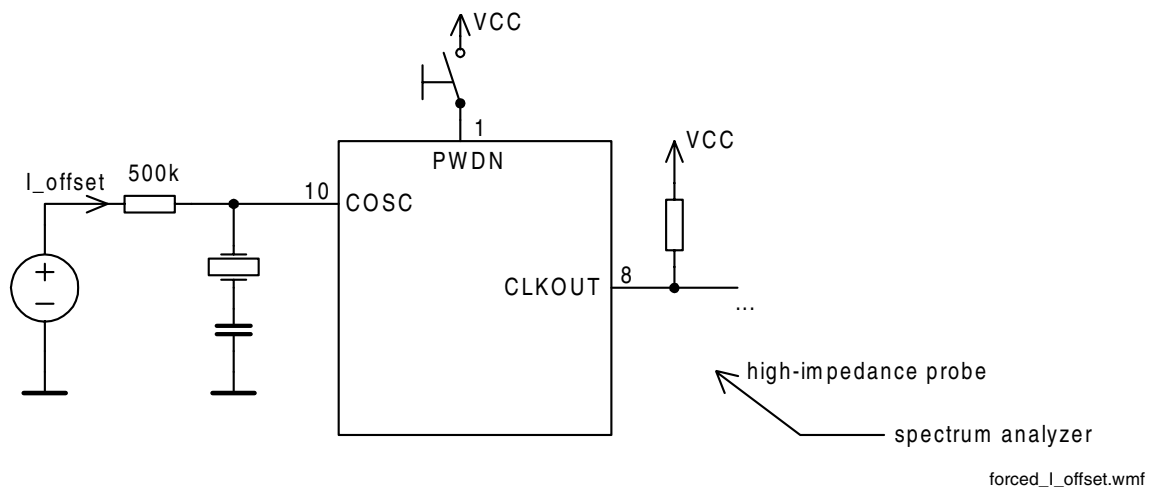 VCC
1
PWDN
VCC
I_offset
500k
10
COSC
+
−
CLKOUT
8
...
high-impedance probe
spectrum analyzer
forced_I_offset.wmf